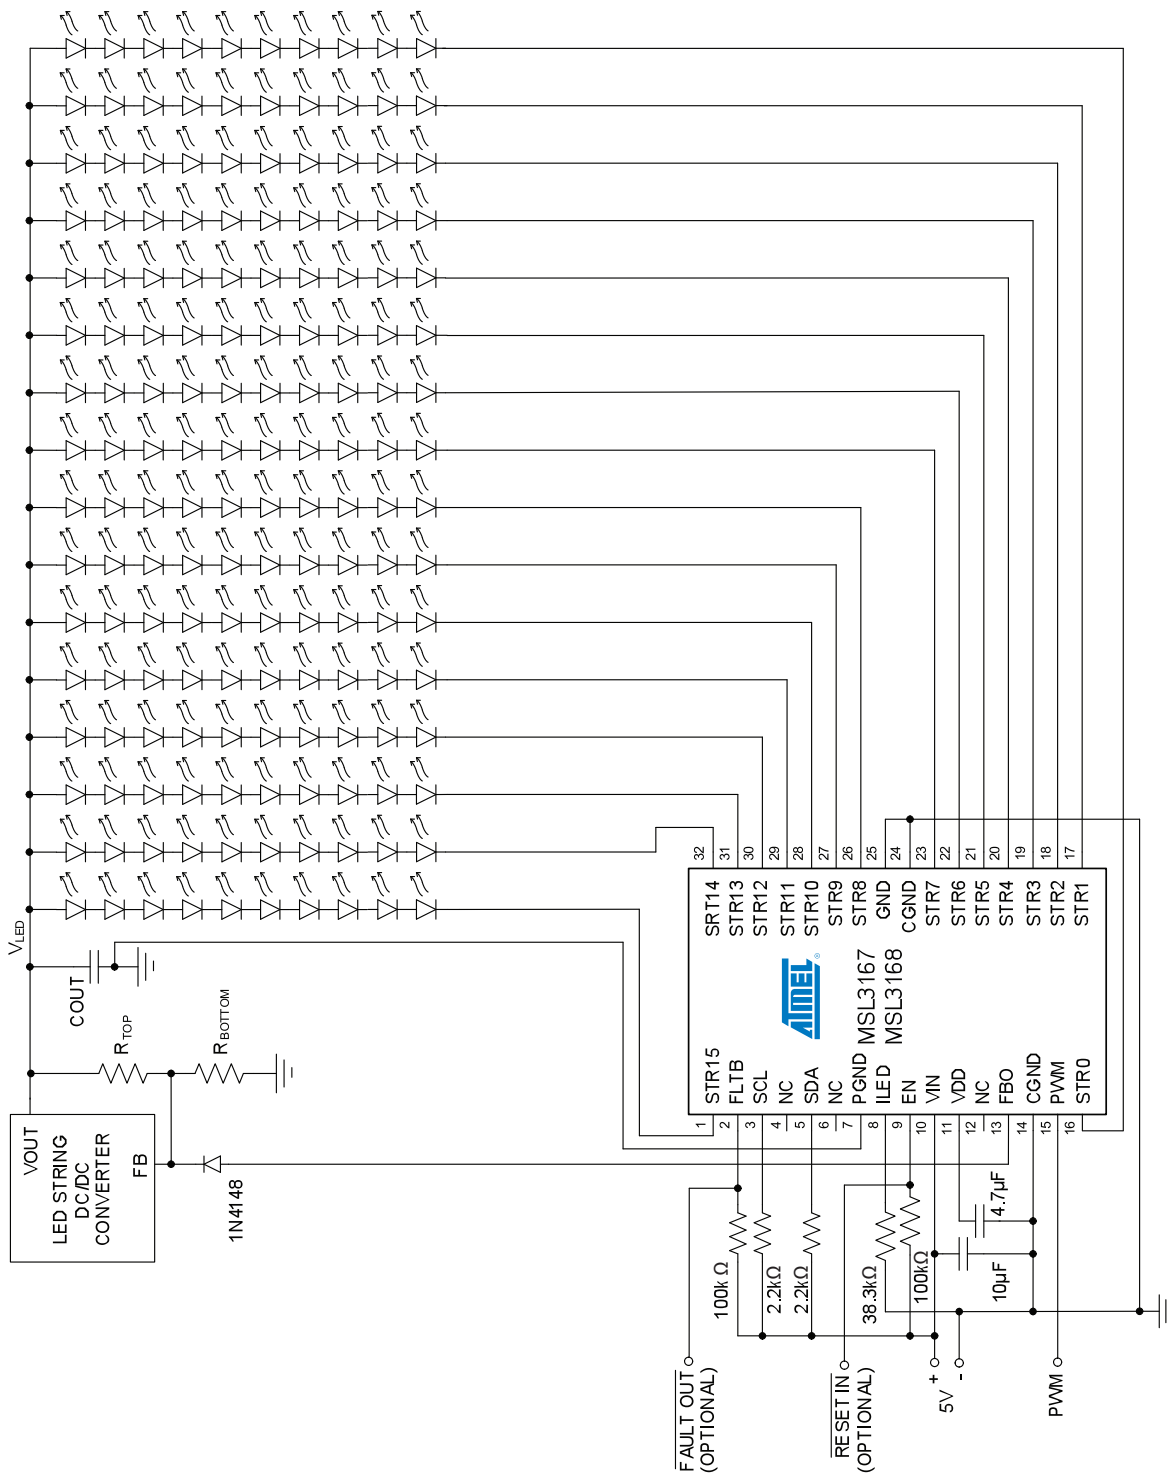 V_LED
COUT
R_TOP
R_BOTTOM
VOUT
LED STRING
DC/DC
CONVERTER
FB
1N4148
32
31
30
29
28
27
26
25
24
23
22
21
20
19
18
17
SRT14
STR13
STR12
STR11
STR10
STR9
STR8
GND
CGND
STR7
STR6
STR5
STR4
STR3
STR2
STR1
ATMEL®
MSL3167
MSL3168
STR15
FLTB
SCL
NC
SDA
NC
PGND
ILED
EN
VIN
VDD
NC
FBO
CGND
PWM
STR0
1
2
3
4
5
6
7
8
9
10
11
12
13
14
15
16
100kΩ
2.2kΩ
2.2kΩ
38.3kΩ
100kΩ
10µF
4.7µF
FAULT OUT
(OPTIONAL)
RESET IN
(OPTIONAL)
5V + -
PWM